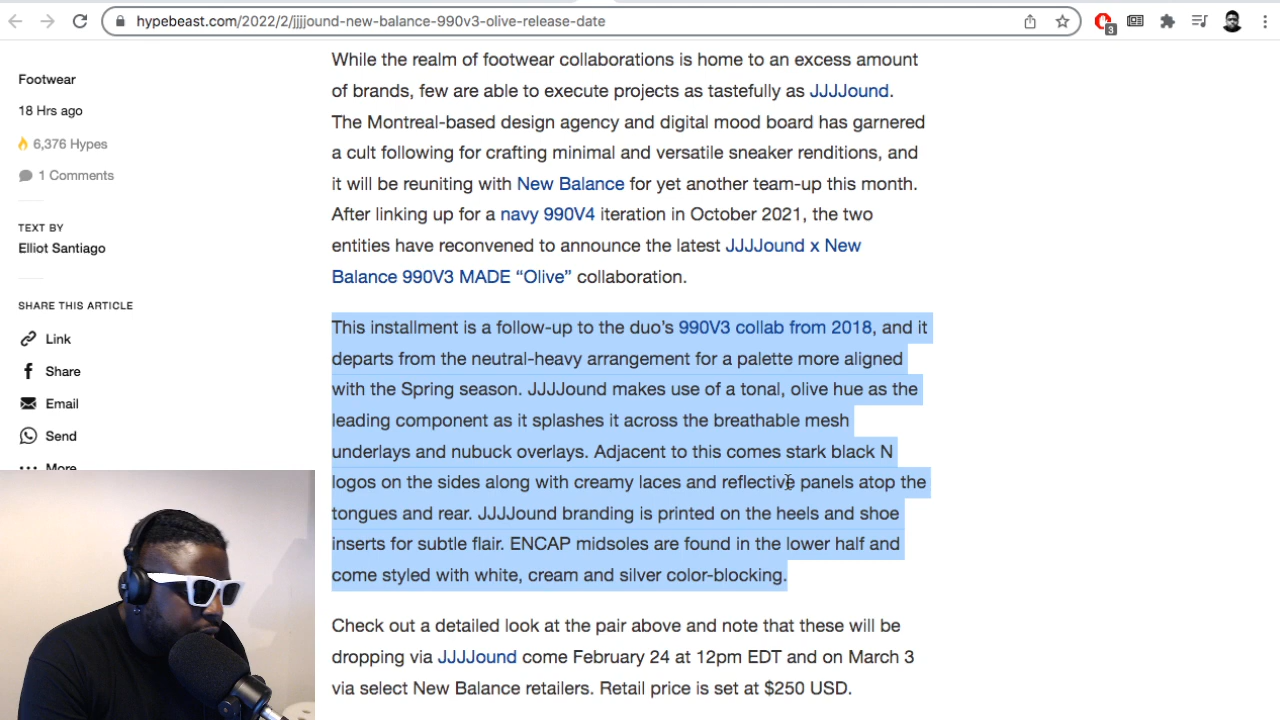 hypebeast.com/2022/2/jjjjound-new-balance-990v3-olive-release-date
3
Footwear
18 Hrs ago
6,376 Hypes
1 Comments
TEXT BY
Elliot Santiago
SHARE THIS ARTICLE
Link
Share
Email
Send
More
While the realm of footwear collaborations is home to an excess amount
of brands, few are able to execute projects as tastefully as JJJJound.
The Montreal-based design agency and digital mood board has garnered
a cult following for crafting minimal and versatile sneaker renditions, and
it will be reuniting with New Balance for yet another team-up this month.
After linking up for a navy 990V4 iteration in October 2021, the two
entities have reconvened to announce the latest JJJJound x New
Balance 990V3 MADE “Olive” collaboration.
This installment is a follow-up to the duo’s 990V3 collab from 2018, and it
departs from the neutral-heavy arrangement for a palette more aligned
with the Spring season. JJJJound makes use of a tonal, olive hue as the
leading component as it splashes it across the breathable mesh
underlays and nubuck overlays. Adjacent to this comes stark black N
logos on the sides along with creamy laces and reflective panels atop the
tongues and rear. JJJJound branding is printed on the heels and shoe
inserts for subtle flair. ENCAP midsoles are found in the lower half and
come styled with white, cream and silver color-blocking.
Check out a detailed look at the pair above and note that these will be
dropping via JJJJound come February 24 at 12pm EDT and on March 3
via select New Balance retailers. Retail price is set at $250 USD.